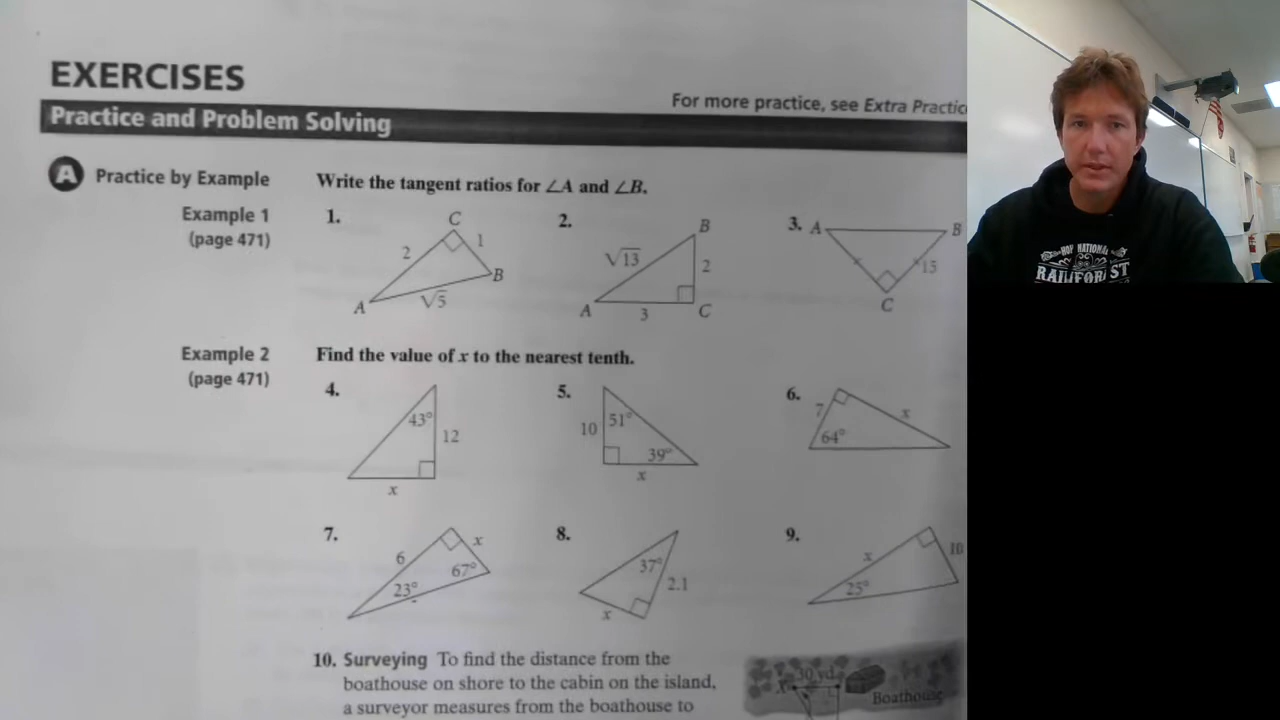 EXERCISES
For more practice, see Extra Practic
Practice and Problem Solving
A Practice by Example
Write the tangent ratios for ∠A and ∠B.
Example 1
(page 471)
1.
C
2
1
B
A
√5
2.
B
√13
2
A
3
C
3.
A
B
15
C
Example 2
(page 471)
Find the value of x to the nearest tenth.
4.
43°
12
x
5.
10
51°
39°
x
6.
7
x
64°
7.
6
x
23°
67°
8.
37°
2.1
x
9.
x
10
25°
10. Surveying To find the distance from the
boathouse on shore to the cabin on the island,
a surveyor measures from the boathouse to
30 yd
Boathouse
NATIONAL
RAINFOREST